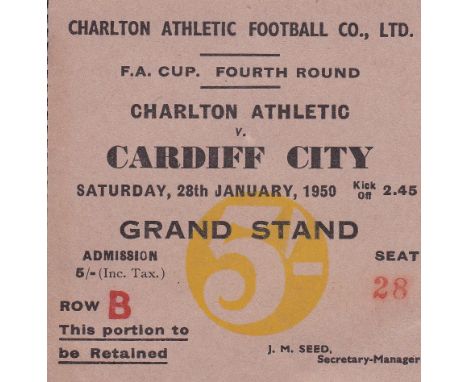 CHARLTON ATHLETIC FOOTBALL CO., LTD.
F.A. CUP. FOURTH ROUND
CHARLTON ATHLETIC
v.
CARDIFF CITY
SATURDAY, 28th JANUARY, 1950 Kick Off 2.45
GRAND STAND
5/-
ADMISSION
5/- (Inc. Tax.)
SEAT
28
ROW B
This portion to
be Retained
J. M. SEED,
Secretary-Manager